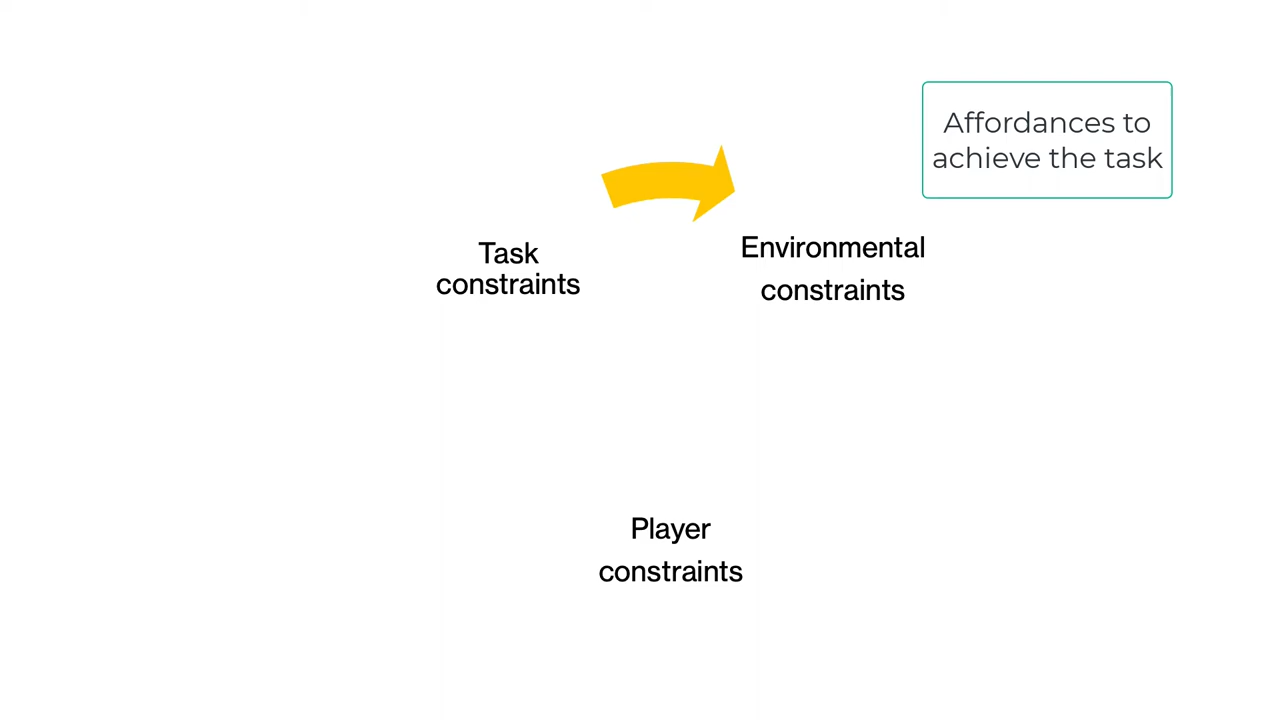 Affordances to
achieve the task
Task
constraints
Environmental
constraints
Player
constraints